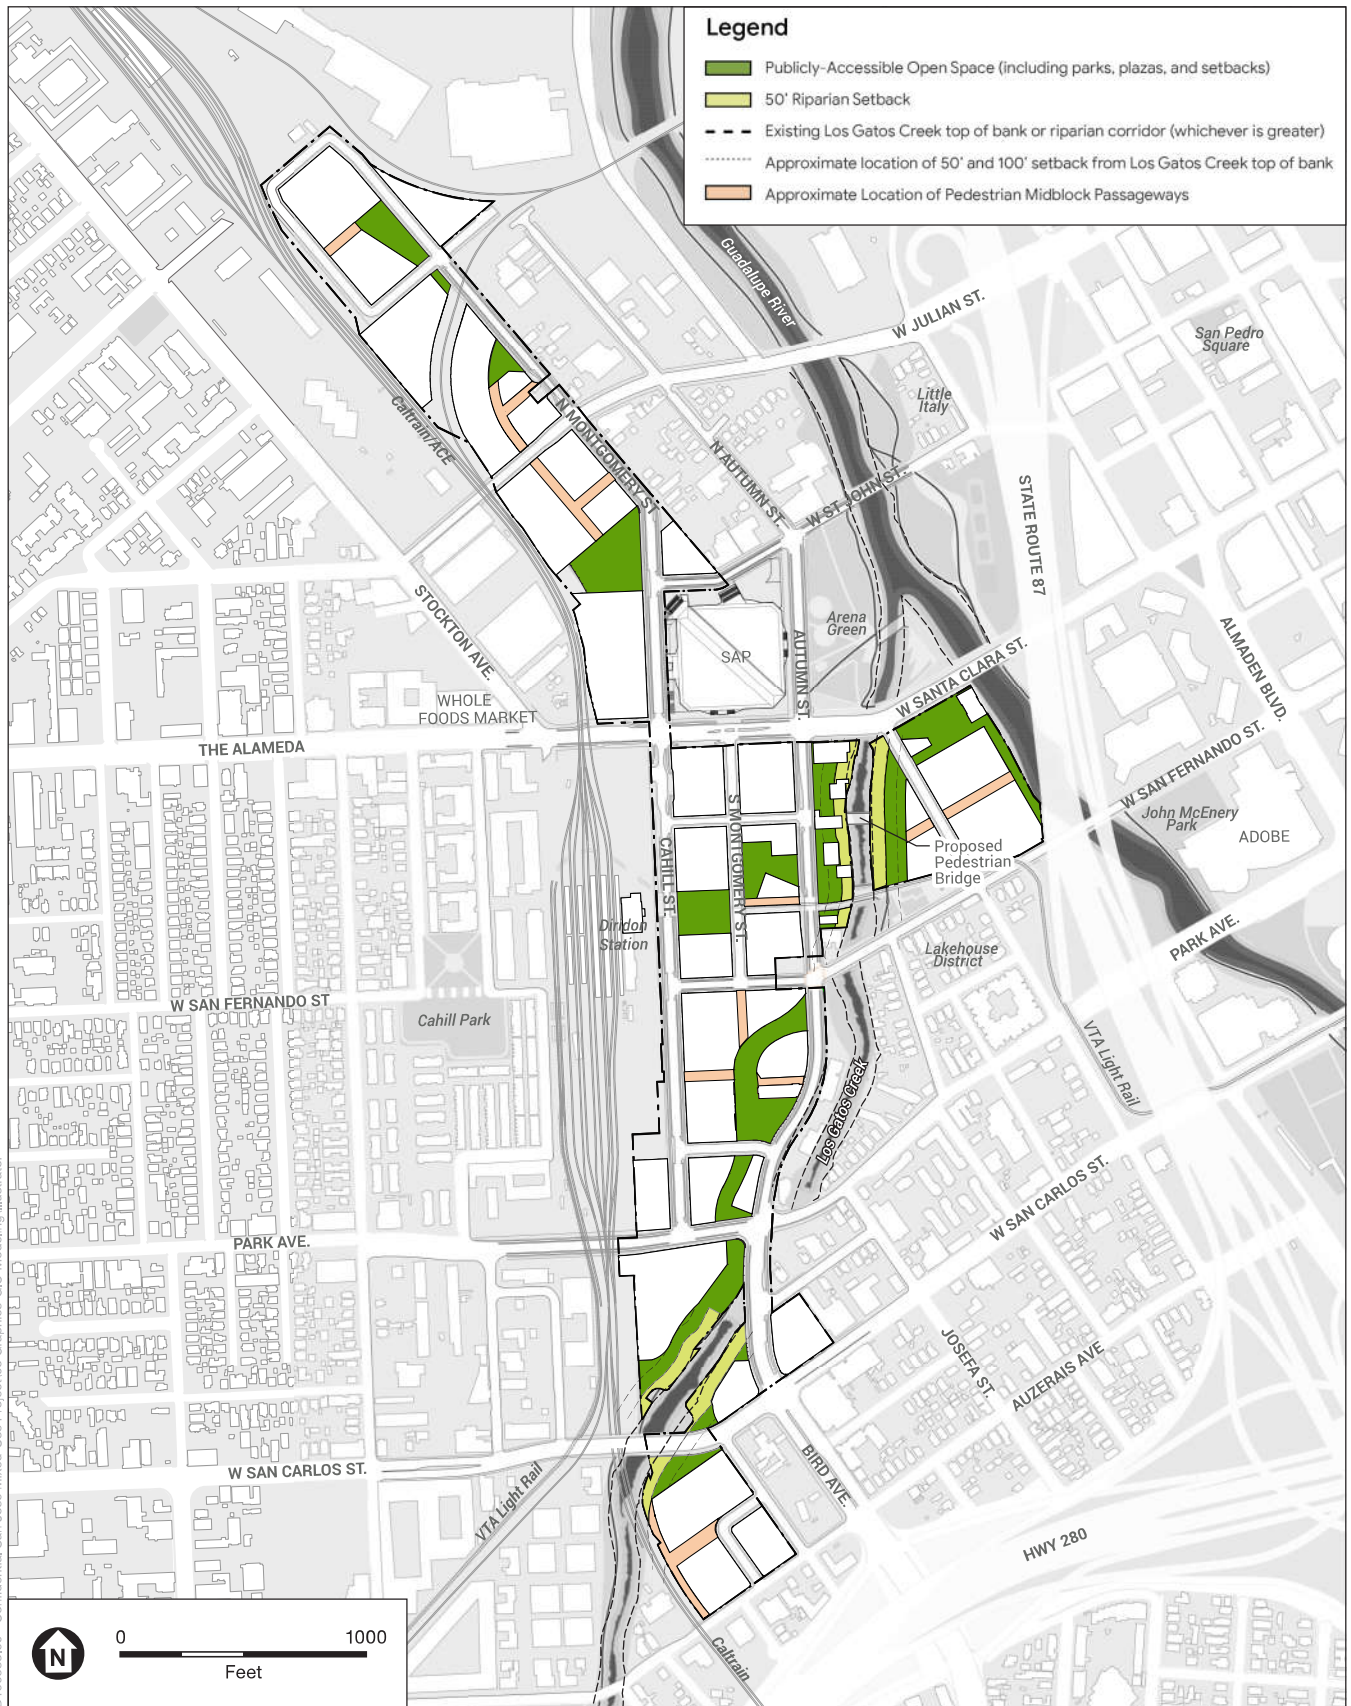 Legend
Publicly-Accessible Open Space (including parks, plazas, and setbacks)
50' Riparian Setback
Existing Los Gatos Creek top of bank or riparian corridor (whichever is greater)
Approximate location of 50' and 100' setback from Los Gatos Creek top of bank
Approximate Location of Pedestrian Midblock Passageways
Guadalupe River
W JULIAN ST.
San Pedro
Square
Little
Italy
Caltrain/ACE
N MONTGOMERY ST
N AUTUMN ST.
W ST JOHN ST.
STATE ROUTE 87
STOCKTON AVE.
Arena
Green
AUTUMN ST.
SAP
ALMADEN BLVD.
W SANTA CLARA ST.
WHOLE
FOODS MARKET
THE ALAMEDA
W SAN FERNANDO ST.
John McEnery
Park
ADOBE
S MONTGOMERY ST.
CAHILL ST.
Proposed
Pedestrian
Bridge
Diridon
Station
Lakehouse
District
PARK AVE.
W SAN FERNANDO ST
Cahill Park
VTA Light Rail
Los Gatos Creek
W SAN CARLOS ST.
PARK AVE.
JOSEFA ST.
AUZERAIS AVE
W SAN CARLOS ST.
BIRD AVE.
VTA Light Rail
HWY 280
Caltrain
N
0 1000
Feet